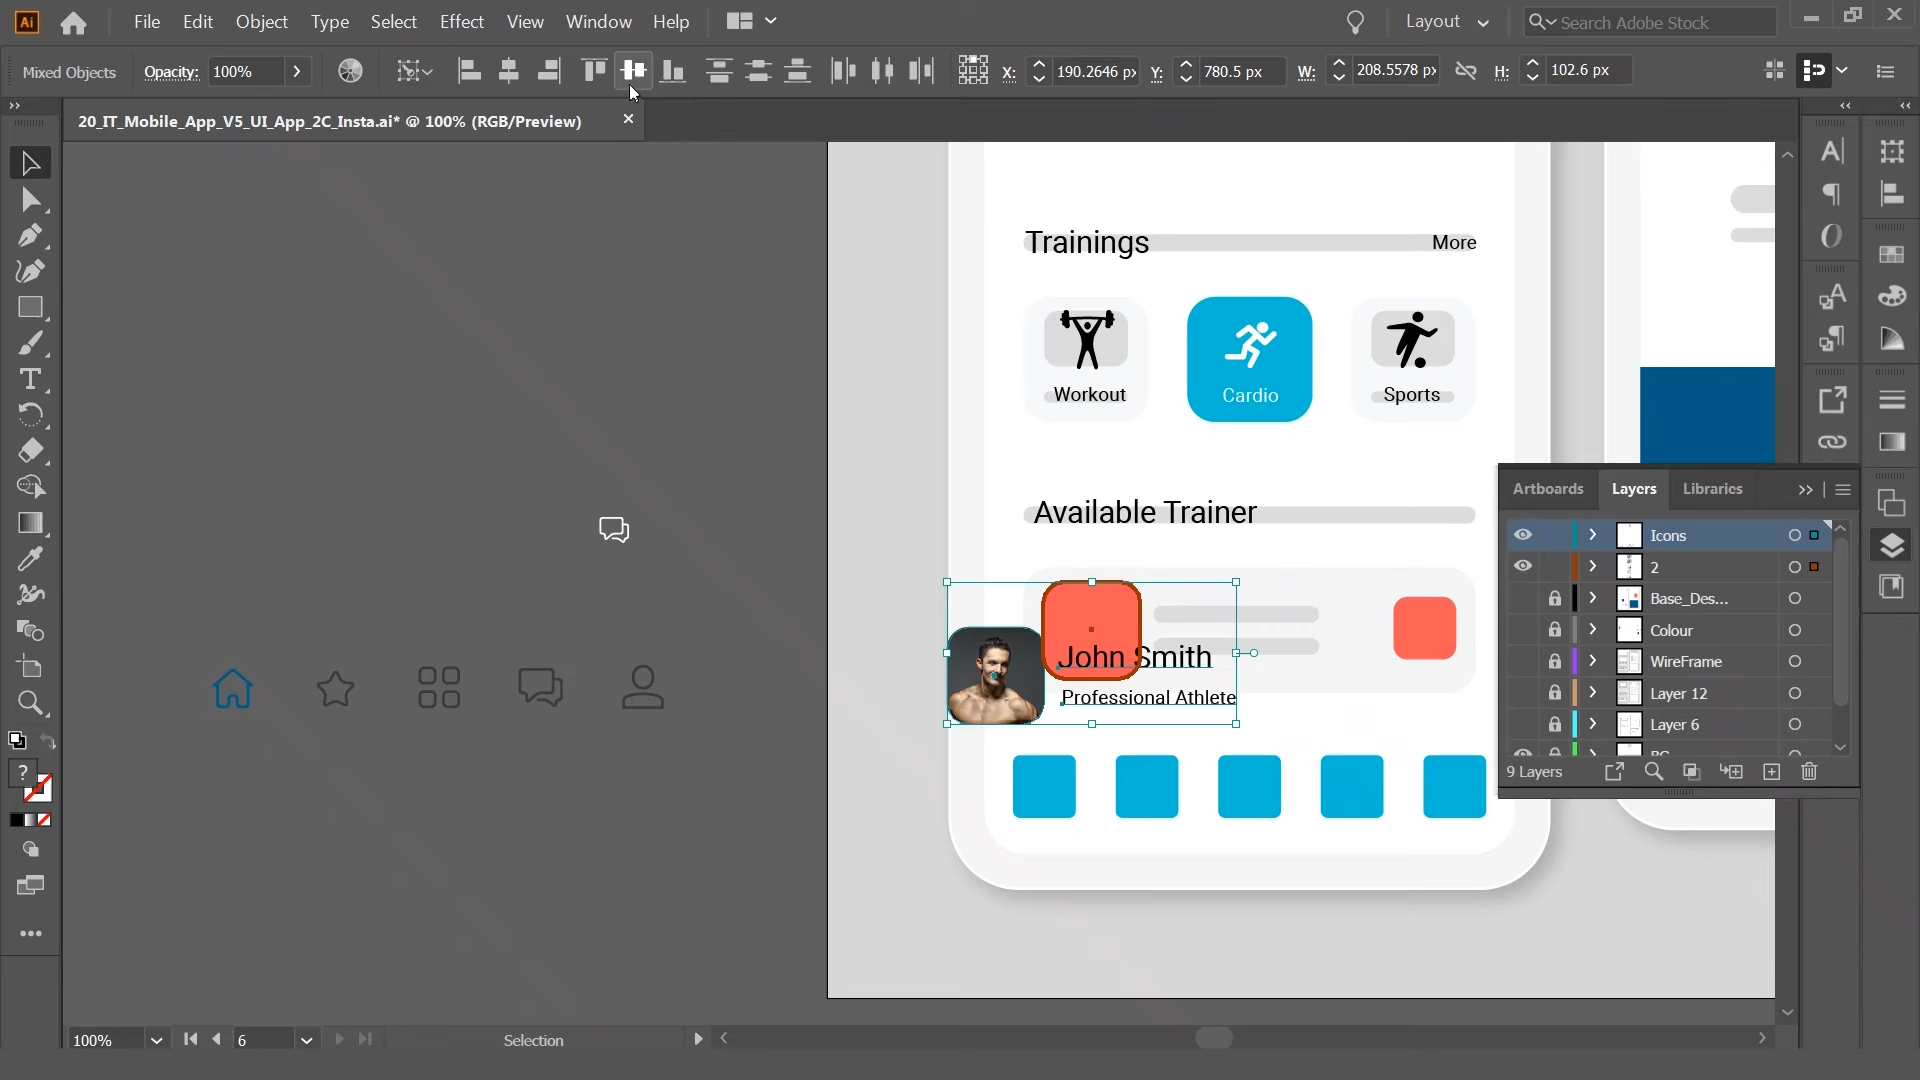 Ai File Edit Object Type Select Effect View Window Help Layout Search Adobe Stock
Mixed Objects Opacity: 100% X: 190.2646 px Y: 780.5 px W: 208.5578 px H: 102.6 px
20_IT_Mobile_App_V5_UI_App_2C_Insta.ai* @ 100% (RGB/Preview)
Trainings More
Workout Cardio Sports
Available Trainer
John Smith
Professional Athlete
Artboards Layers Libraries
Icons
2
Base_Des...
Colour
WireFrame
Layer 12
Layer 6
BG
9 Layers
100% 6 Selection